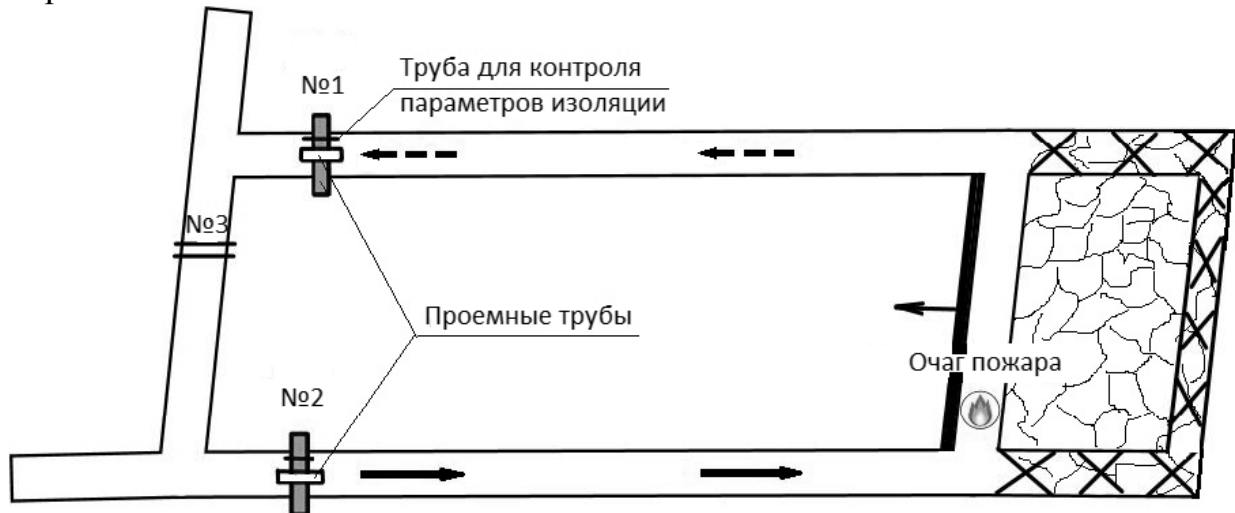 №1
Труба для контроля
параметров изоляции
№3
Проемные трубы
Очаг пожара
№2